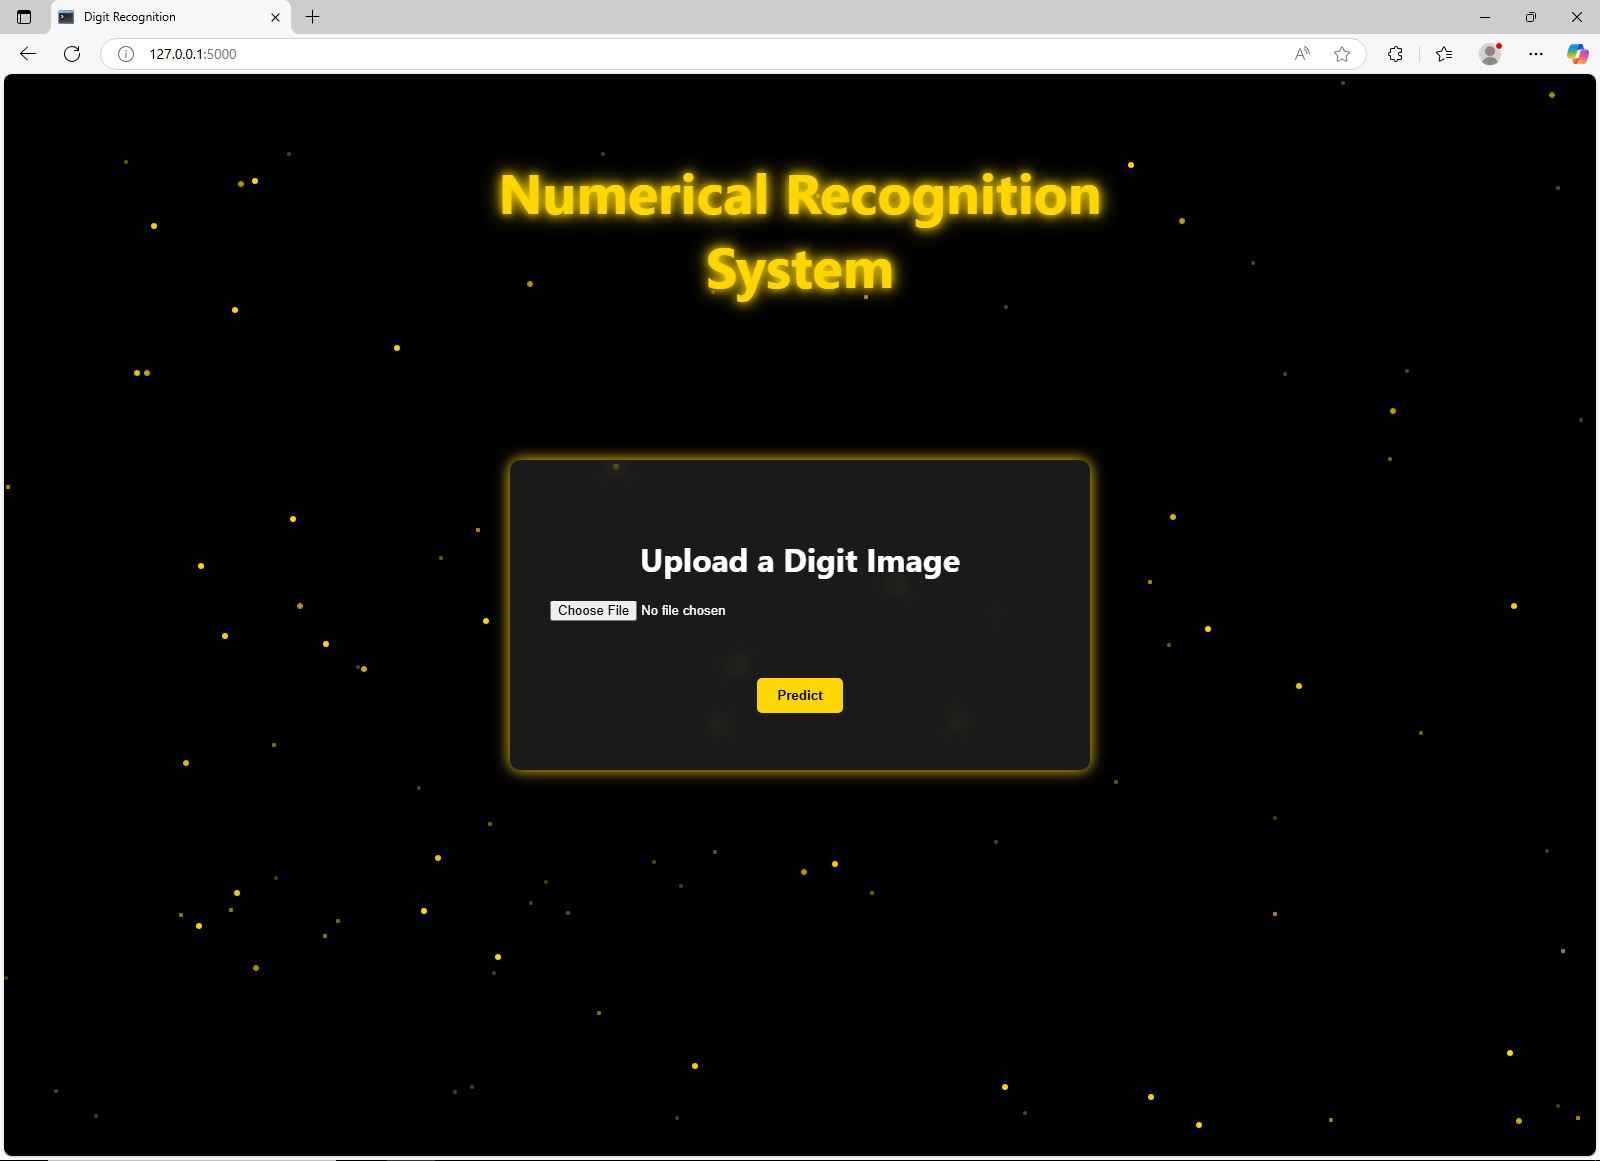 Digit Recognition
127.0.0.1:5000
Numerical Recognition
System
Upload a Digit Image
Choose File No file chosen
Predict